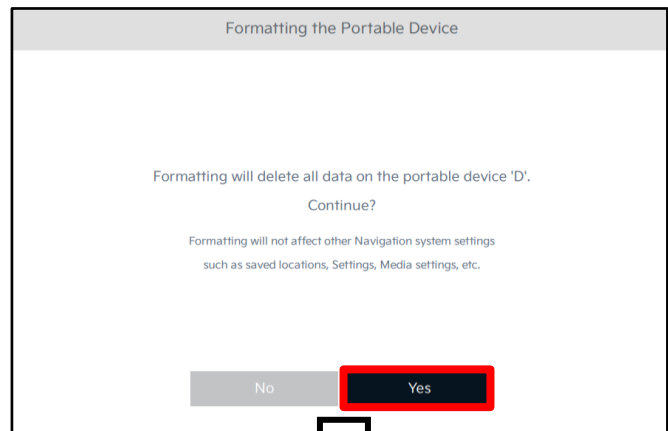 Formatting the Portable Device
Formatting will delete all data on the portable device 'D'.
Continue?
Formatting will not affect other Navigation system settings
such as saved locations, Settings, Media settings, etc.
No
Yes